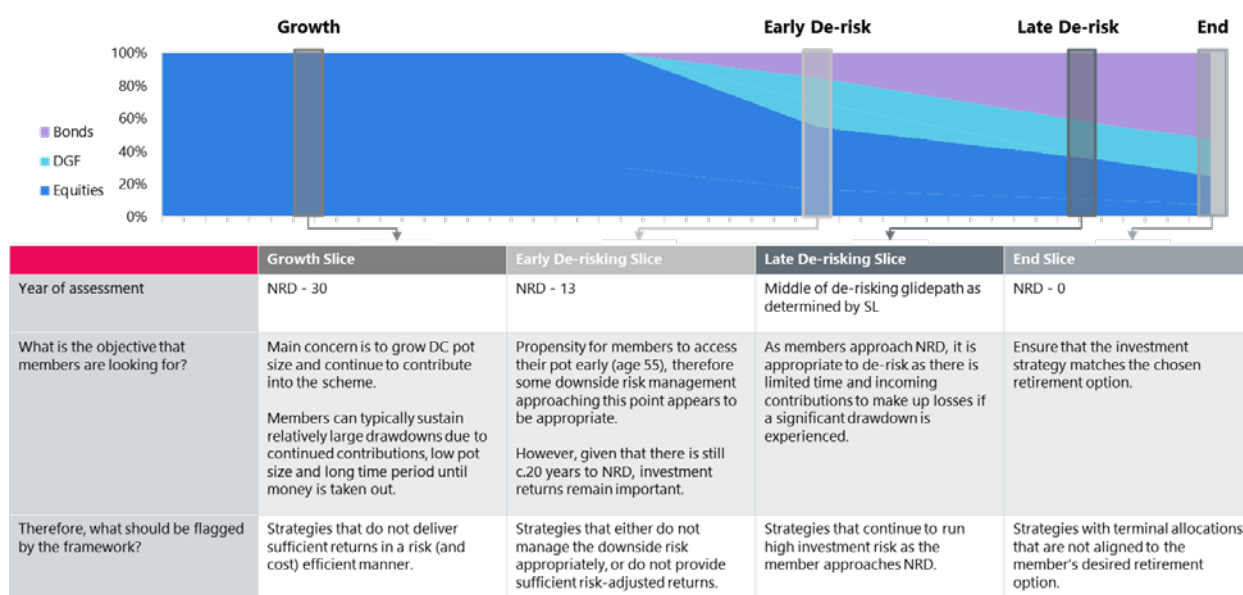 Growth
Early De-risk
Late De-risk
End
100%
80%
60%
40%
20%
0%
Bonds
DGF
Equities
Growth Slice
Early De-risking Slice
Late De-risking Slice
End Slice
Year of assessment
NRD - 30
NRD - 13
Middle of de-risking glidepath as
determined by SL
NRD - 0
What is the objective that
members are looking for?
Main concern is to grow DC pot
size and continue to contribute
into the scheme.
Members can typically sustain
relatively large drawdowns due to
continued contributions, low pot
size and long time period until
money is taken out.
Propensity for members to access
their pot early (age 55), therefore
some downside risk management
approaching this point appears to
be appropriate.
However, given that there is still
c.20 years to NRD, investment
returns remain important.
As members approach NRD, it is
appropriate to de-risk as there is
limited time and incoming
contributions to make up losses if
a significant drawdown is
experienced.
Ensure that the investment
strategy matches the chosen
retirement option.
Therefore, what should be flagged
by the framework?
Strategies that do not deliver
sufficient returns in a risk (and
cost) efficient manner.
Strategies that either do not
manage the downside risk
appropriately, or do not provide
sufficient risk-adjusted returns.
Strategies that continue to run
high investment risk as the
member approaches NRD.
Strategies with terminal allocations
that are not aligned to the
member's desired retirement
option.